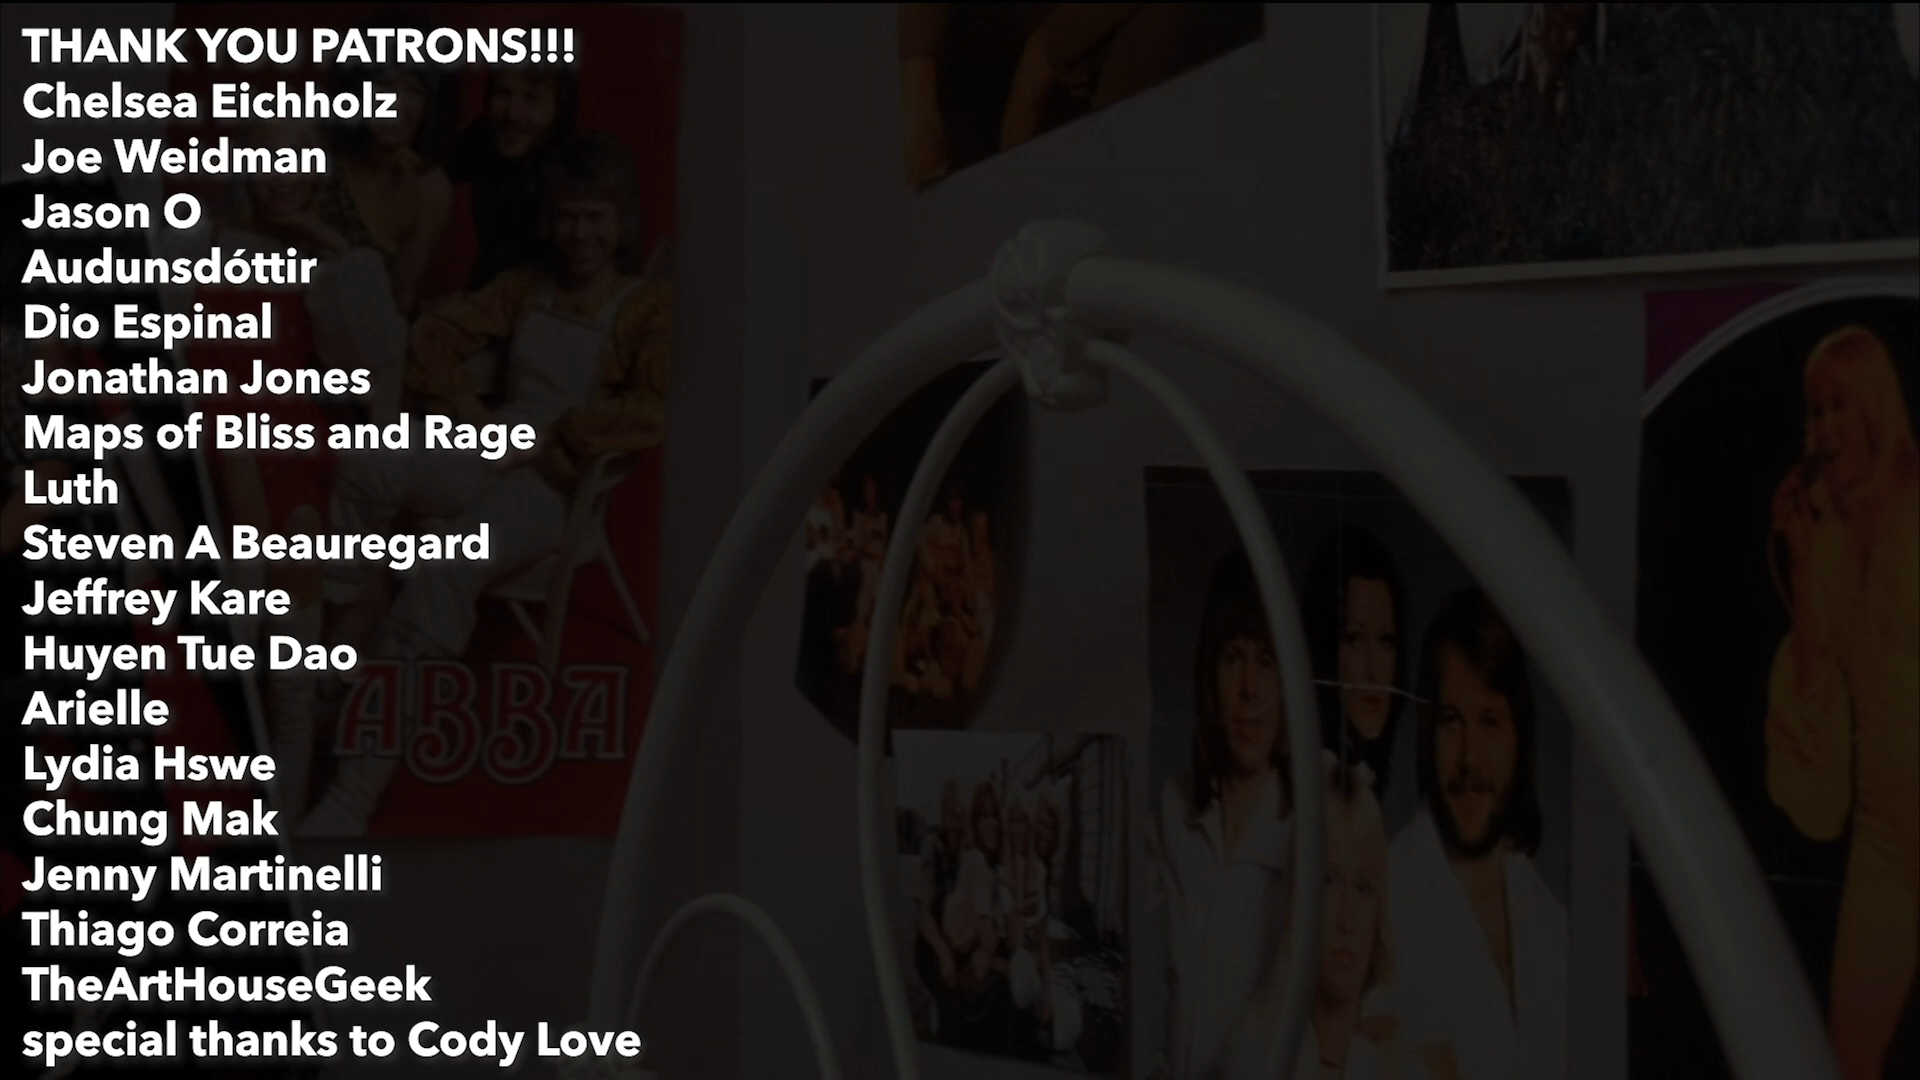 THANK YOU PATRONS!!!
Chelsea Eichholz
Joe Weidman
Jason O
Audunsdóttir
Dio Espinal
Jonathan Jones
Maps of Bliss and Rage
Luth
Steven A Beauregard
Jeffrey Kare
Huyen Tue Dao
Arielle
Lydia Hswe
Chung Mak
Jenny Martinelli
Thiago Correia
TheArtHouseGeek
special thanks to Cody Love
ABBA